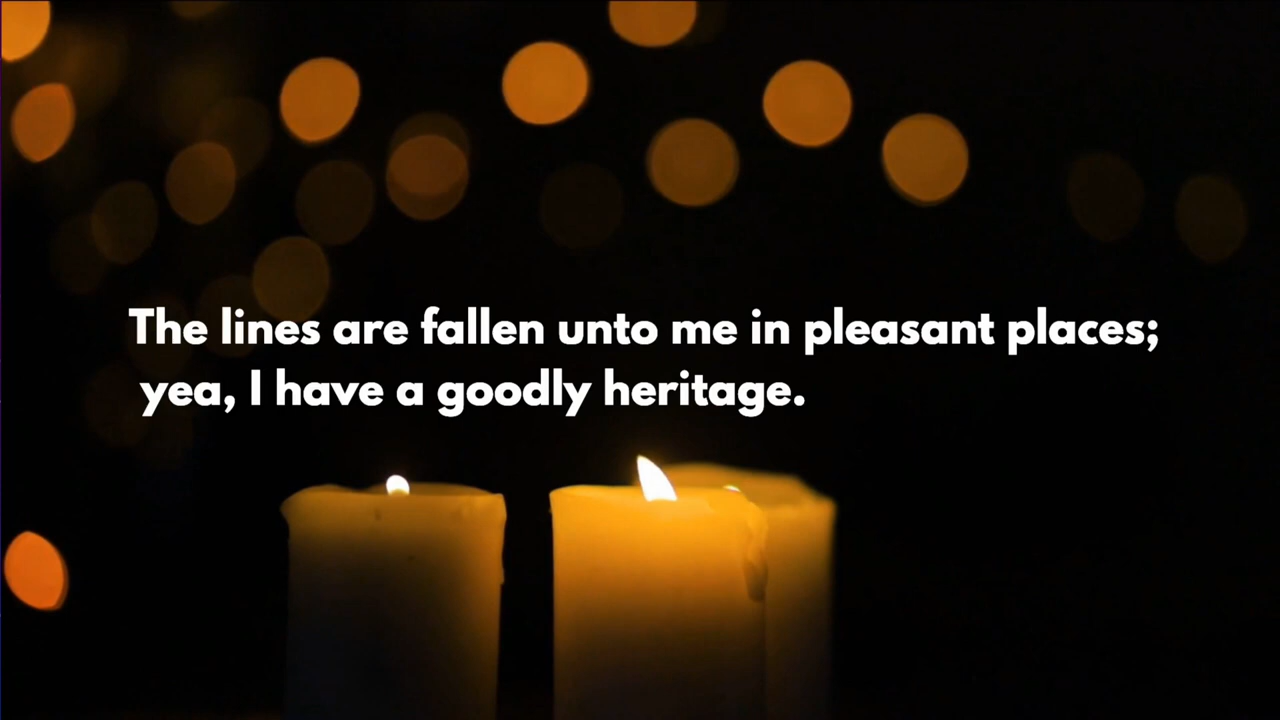 The lines are fallen unto me in pleasant places;
yea, I have a goodly heritage.